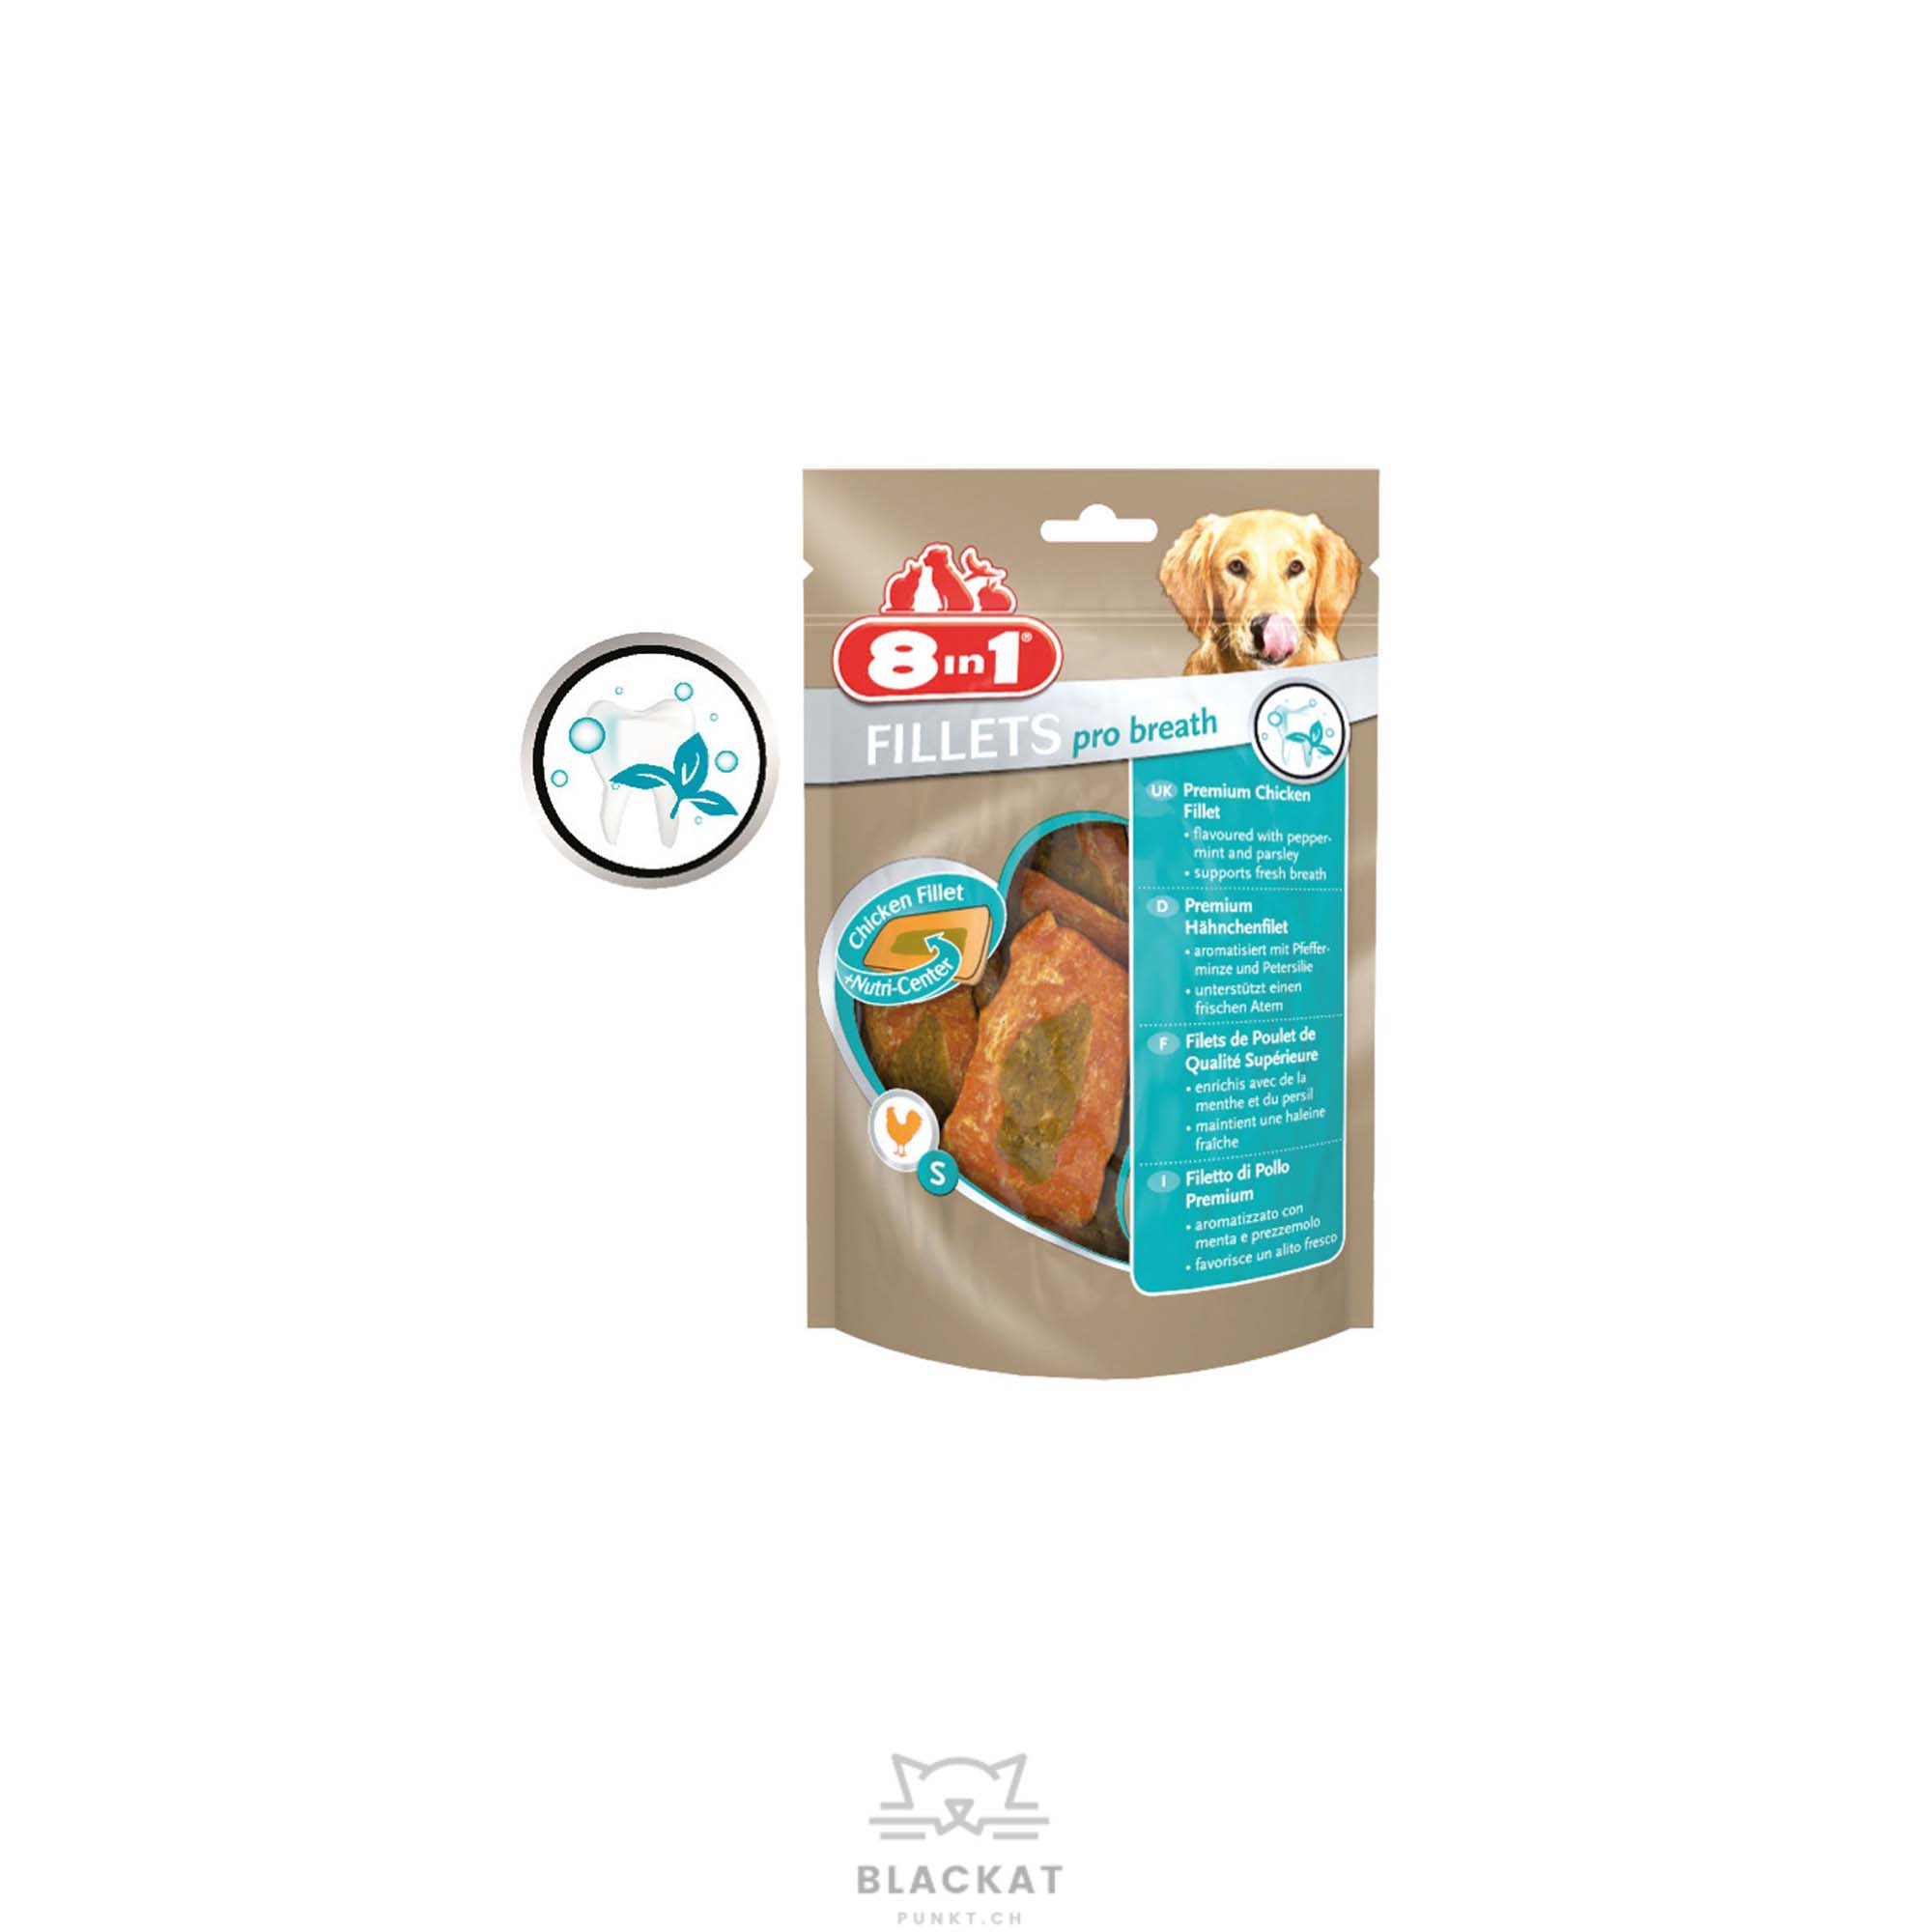 8in1®
FILLETS pro breath
UK Premium Chicken
Fillet
• flavoured with pepper-
mint and parsley
• supports fresh breath
D Premium
Hähnchenfilet
• aromatisiert mit Pfeffer-
minze und Petersilie
• unterstützt einen
frischen Atem
F Filets de Poulet de
Qualité Supérieure
• enrichis avec de la
menthe et du persil
• maintient une haleine
fraîche
I Filetto di Pollo
Premium
• aromatizzato con
menta e prezzemolo
• favorisce un alito fresco
Chicken Fillet
+Nutri-Center
S
BLACKAT
PUNKT.CH